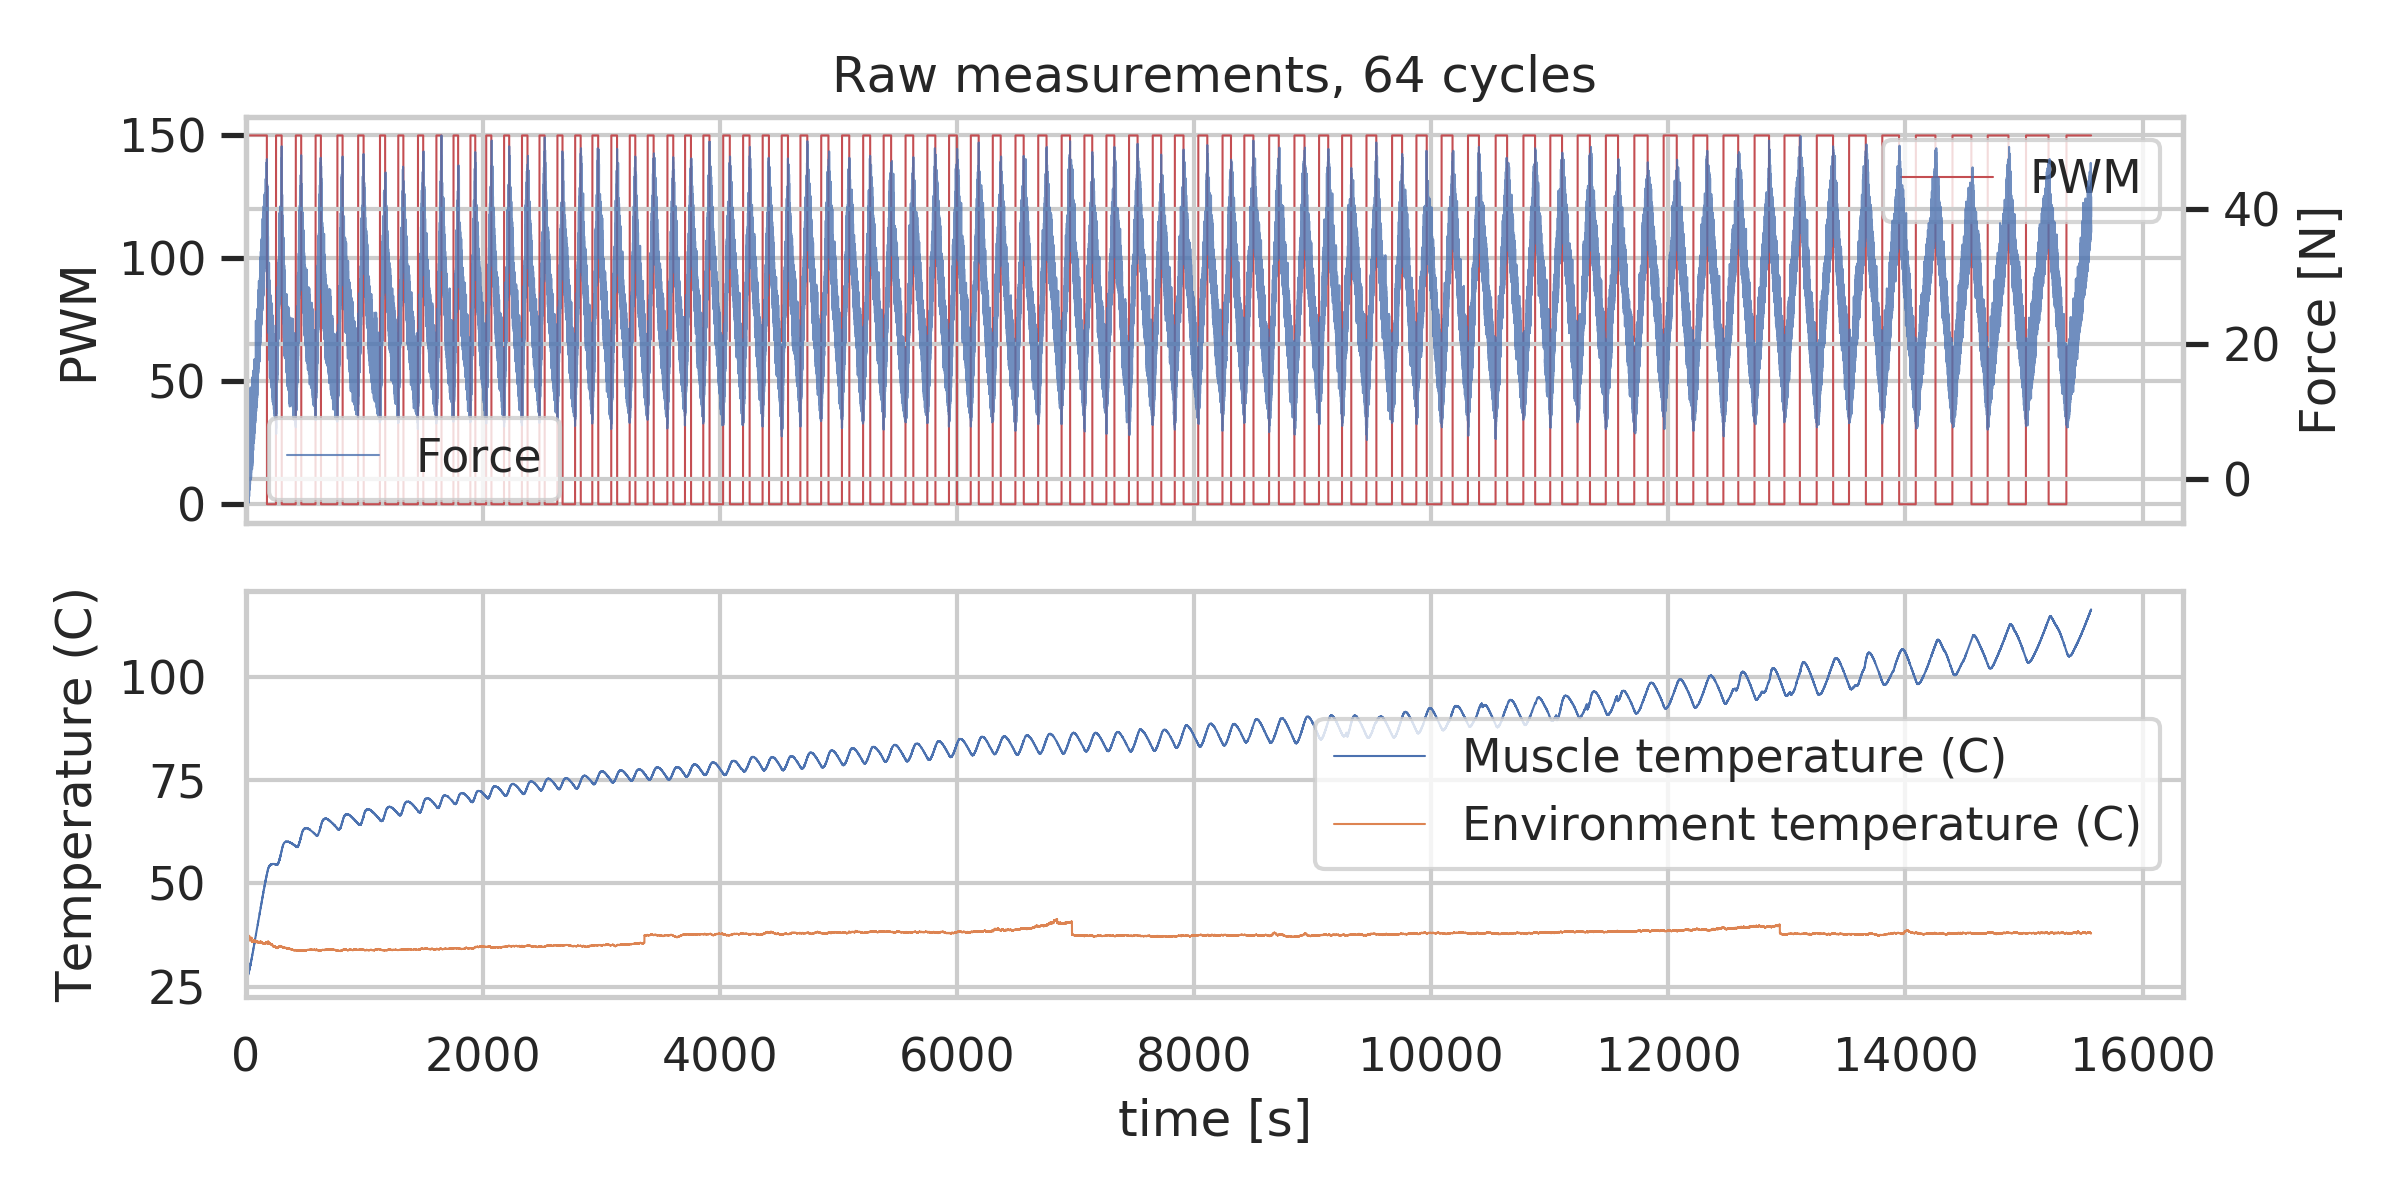 Raw measurements, 64 cycles
150
100
50
0
PWM
40
20
0
Force [N]
PWM
Force
100
75
50
25
Temperature (C)
Muscle temperature (C)
Environment temperature (C)
0 2000 4000 6000 8000 10000 12000 14000 16000
time [s]